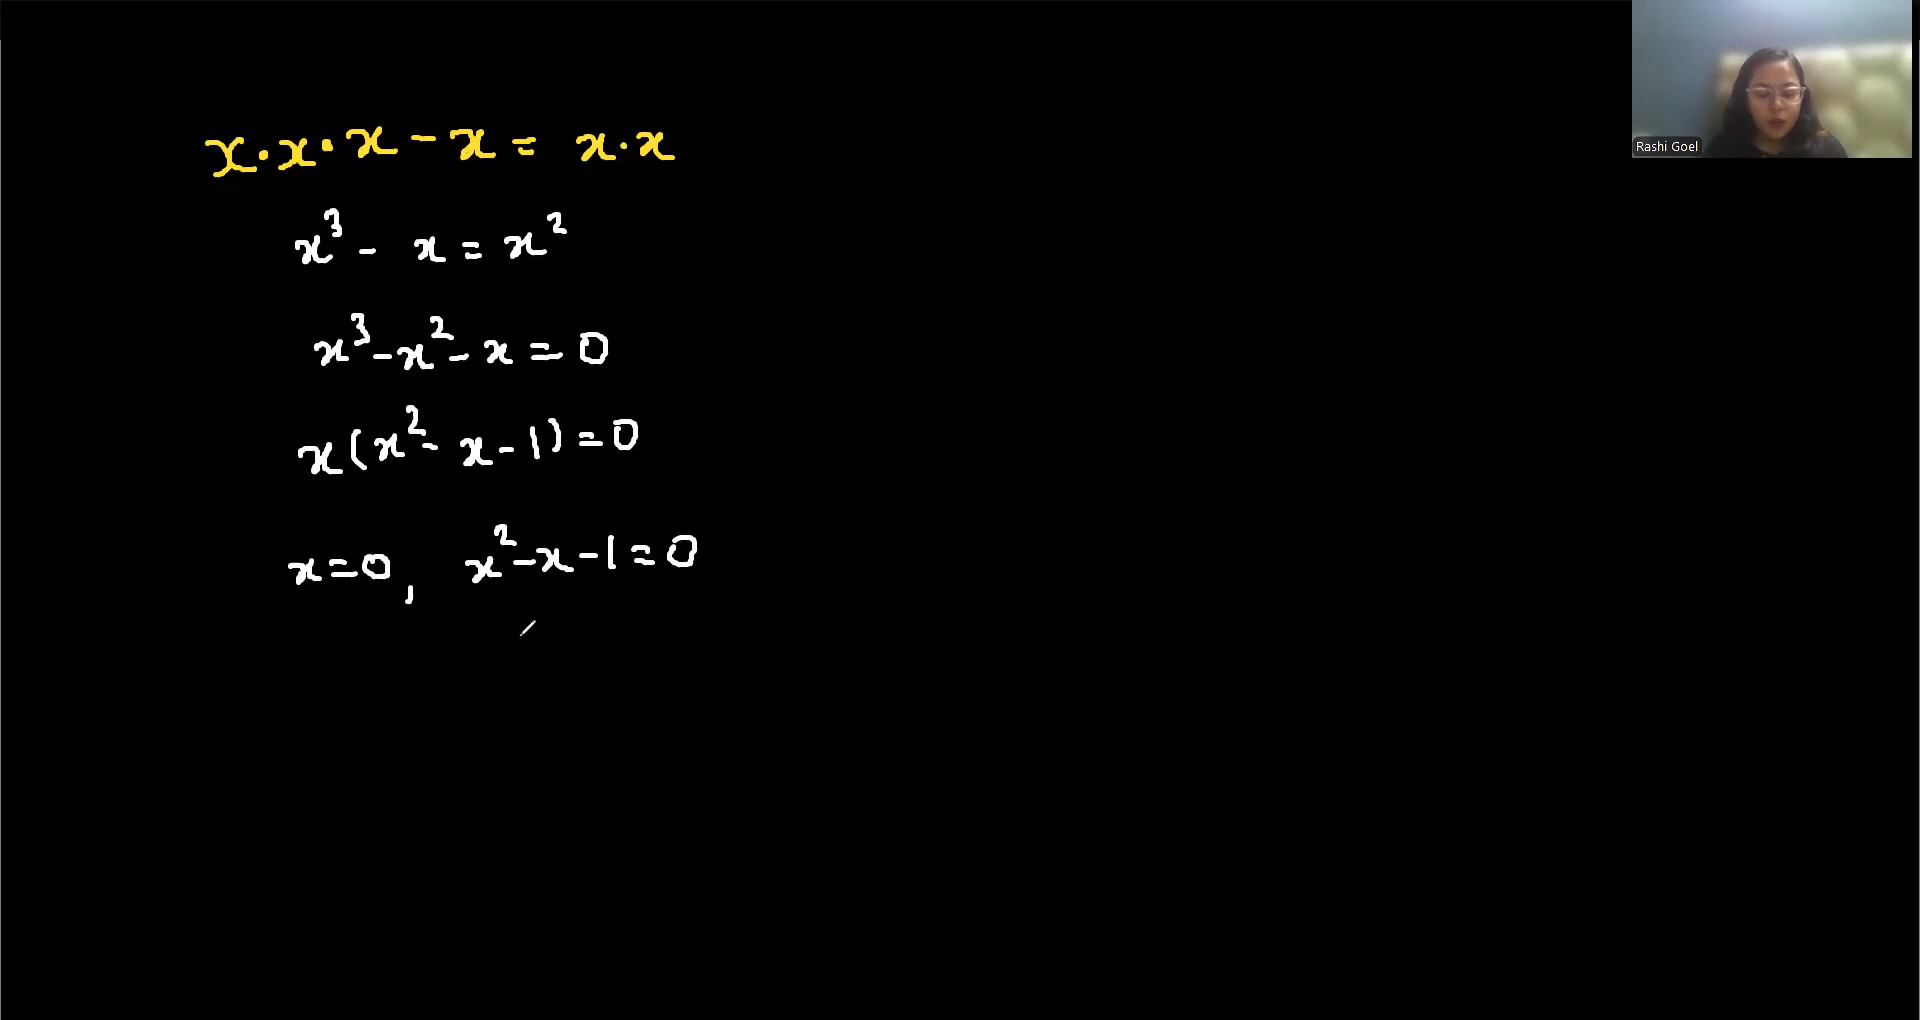 x·x·x - x = x·x
x³ - x = x²
x³ - x² - x = 0
x(x² - x - 1) = 0
x = 0, x² - x - 1 = 0
Rashi Goel